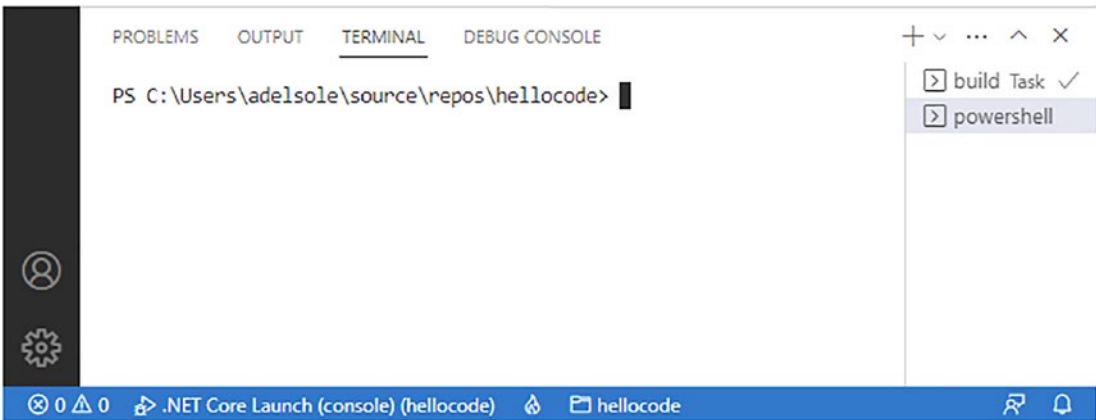 PROBLEMS OUTPUT TERMINAL DEBUG CONSOLE
PS C:\Users\adelsole\source\repos\hellocode>
build Task
powershell
0 0 .NET Core Launch (console) (hellocode) hellocode